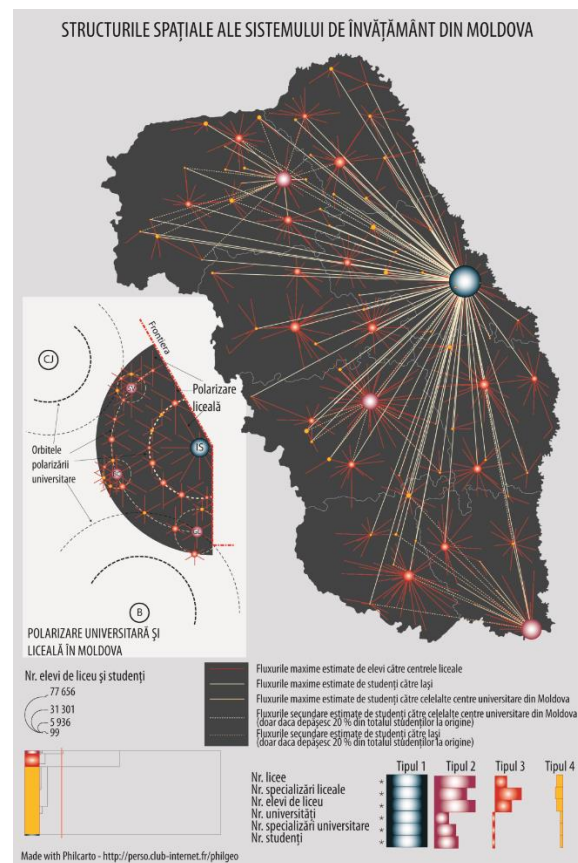 STRUCTURILE SPAȚIALE ALE SISTEMULUI DE ÎNVĂȚĂMÂNT DIN MOLDOVA
CJ
Frontiera
Polarizare
liceală
IS
Orbitele
polarizării
universitare
B
POLARIZARE UNIVERSITARĂ ȘI
LICEALĂ ÎN MOLDOVA
Nr. elevi de liceu și studenți
77 656
31 301
5 936
99
Fluxurile maxime estimate de elevi către centrele liceale
Fluxurile maxime estimate de studenți către Iași
Fluxurile maxime estimate de studenți către celelalte centre universitare din Moldova
Fluxurile secundare estimate de studenți către celelalte centre universitare din Moldova
(doar daca depășesc 20 % din totalul studenților la origine)
Fluxurile secundare estimate de studenți către Iași
(doar daca depășesc 20 % din totalul studenților la origine)
Tipul 1
Tipul 2
Tipul 3
Tipul 4
Nr. licee
Nr. specializări liceale
Nr. elevi de liceu
Nr. universități
Nr. specializări universitare
Nr. studenți
Made with Philcarto - http://perso.club-internet.fr/philgeo